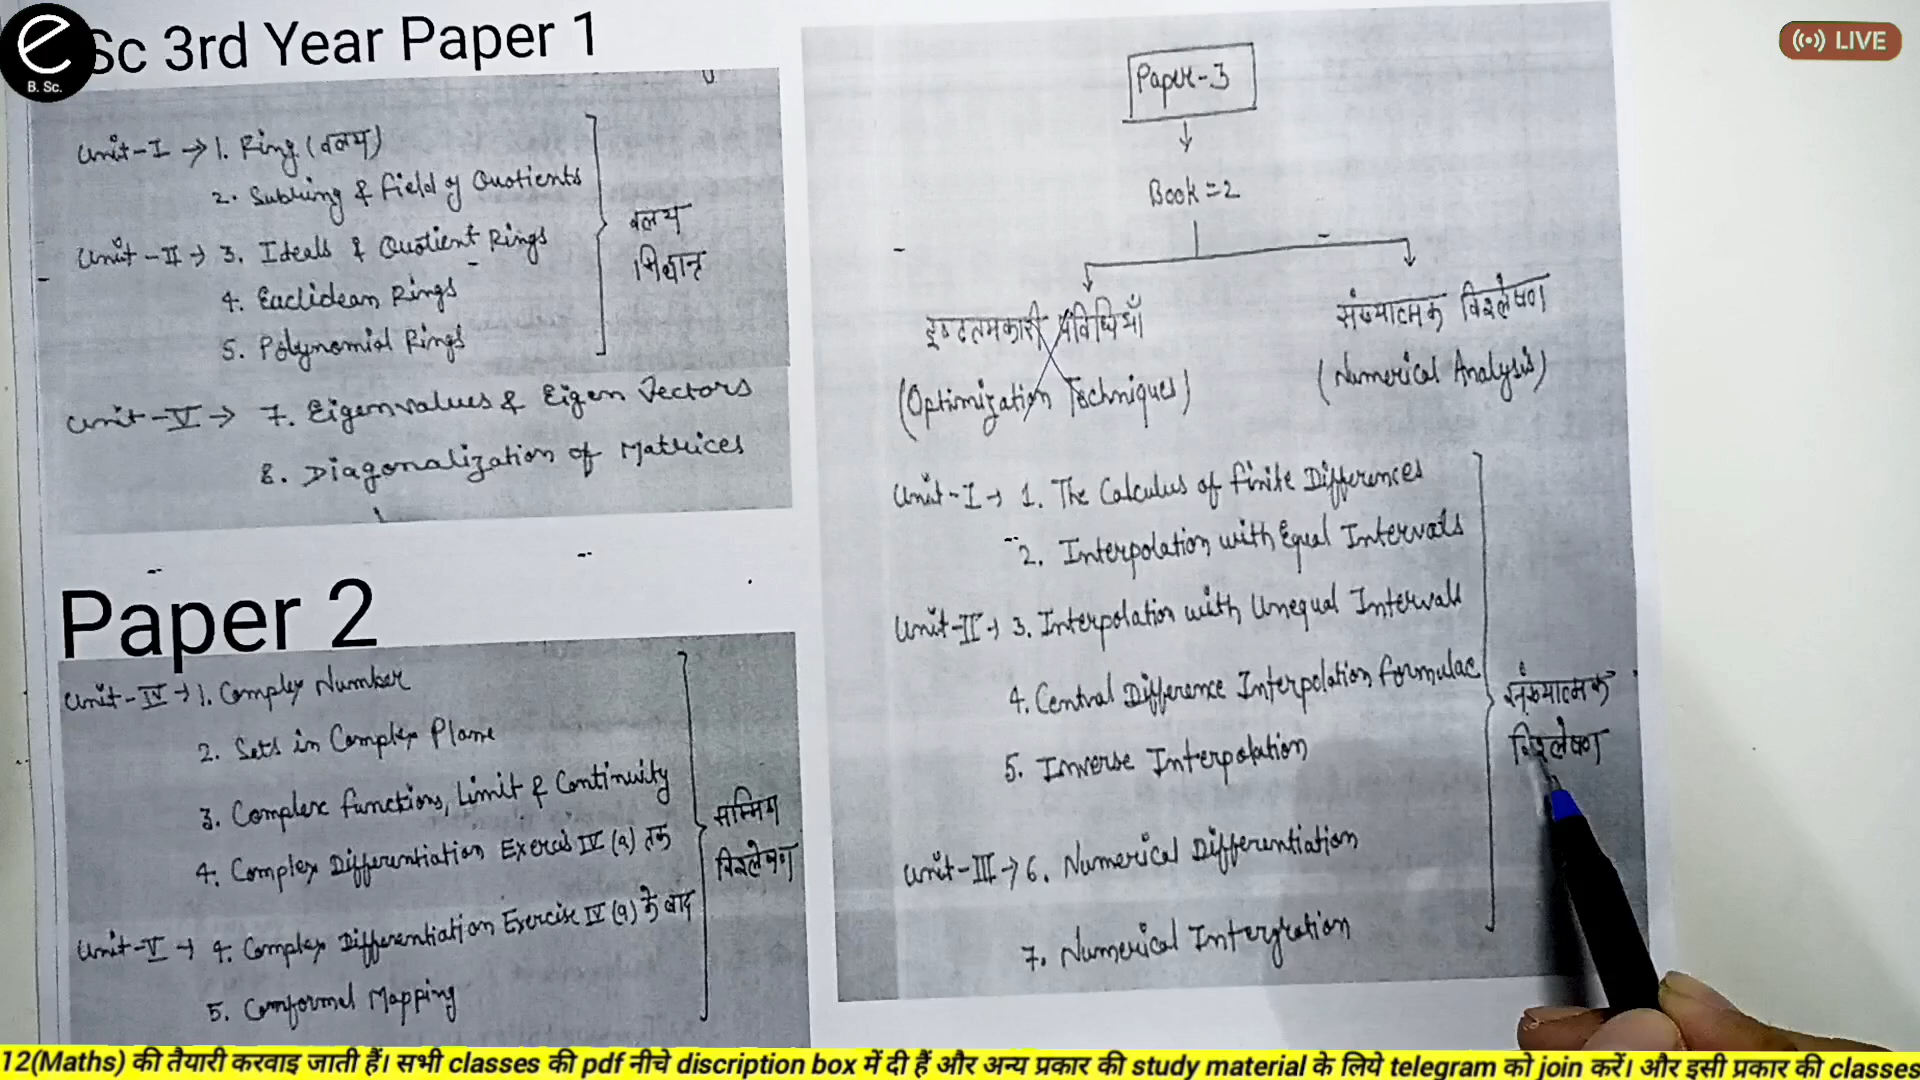 B. Sc.
Sc 3rd Year Paper 1
LIVE
Unit-I → 1. Ring (वलय)
2. Subring & field of Quotients
Unit-II → 3. Ideals & Quotient Rings
4. Euclidean Rings
5. Polynomial Rings
वलय
सिद्धान्त
Unit-V → 7. Eigenvalues & Eigen Vectors
8. Diagonalization of Matrices
Paper 2
Unit-IV → 1. Complex Number
2. Sets in Complex Plane
3. Complex functions, Limit & Continuity
4. Complex Differentiation Exercis IV (a) तक
Unit-V → 4. Complex Differentiation Exercise IV (a) के बाद
5. Comformel Mapping
सम्मिश्र
विश्लेषण
Paper-3
Book = 2
इष्टतमकारी प्रविधियाँ
(Optimization Techniques)
संख्यात्मक विश्लेषण
(Numerical Analysis)
Unit-I → 1. The Calculus of finite Differences
2. Interpolation with Equal Intervals
Unit-II → 3. Interpolation with Unequal Intervals
4. Central Difference Interpolation formulae
5. Inverse Interpolation
Unit-III → 6. Numerical Differentiation
7. Numerical Intergration
संख्यात्मक
विश्लेषण
12(Maths) की तैयारी करवाइ जाती हैं। सभी classes की pdf नीचे discription box में दी हैं और अन्य प्रकार की study material के लिये telegram को join करें। और इसी प्रकार की classes